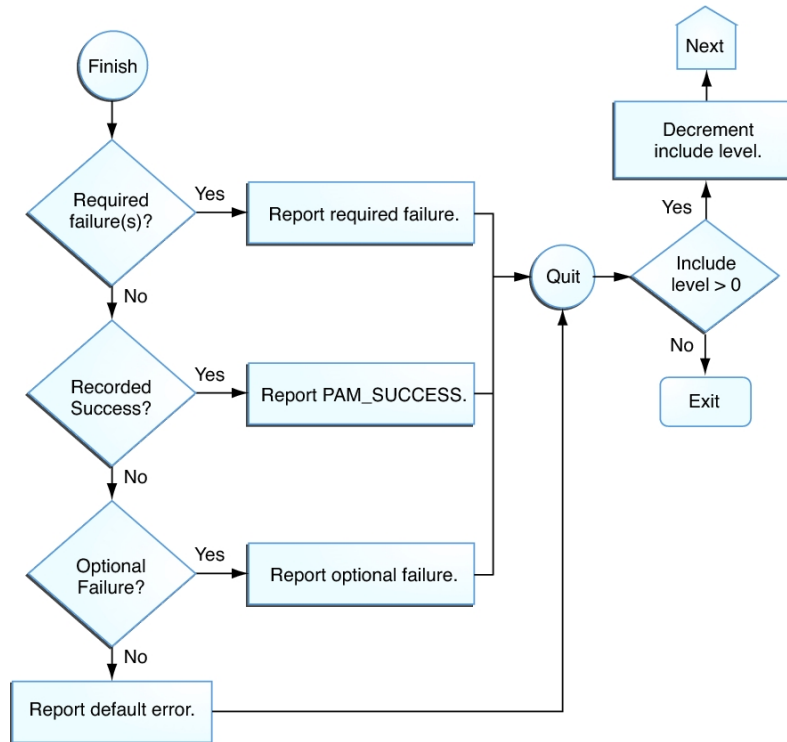 Finish
Required
failure(s)?
Yes
Report required failure.
No
Recorded
Success?
Yes
Report PAM_SUCCESS.
No
Optional
Failure?
Yes
Report optional failure.
No
Report default error.
Quit
Include
level > 0
Yes
Decrement
include level.
Next
No
Exit